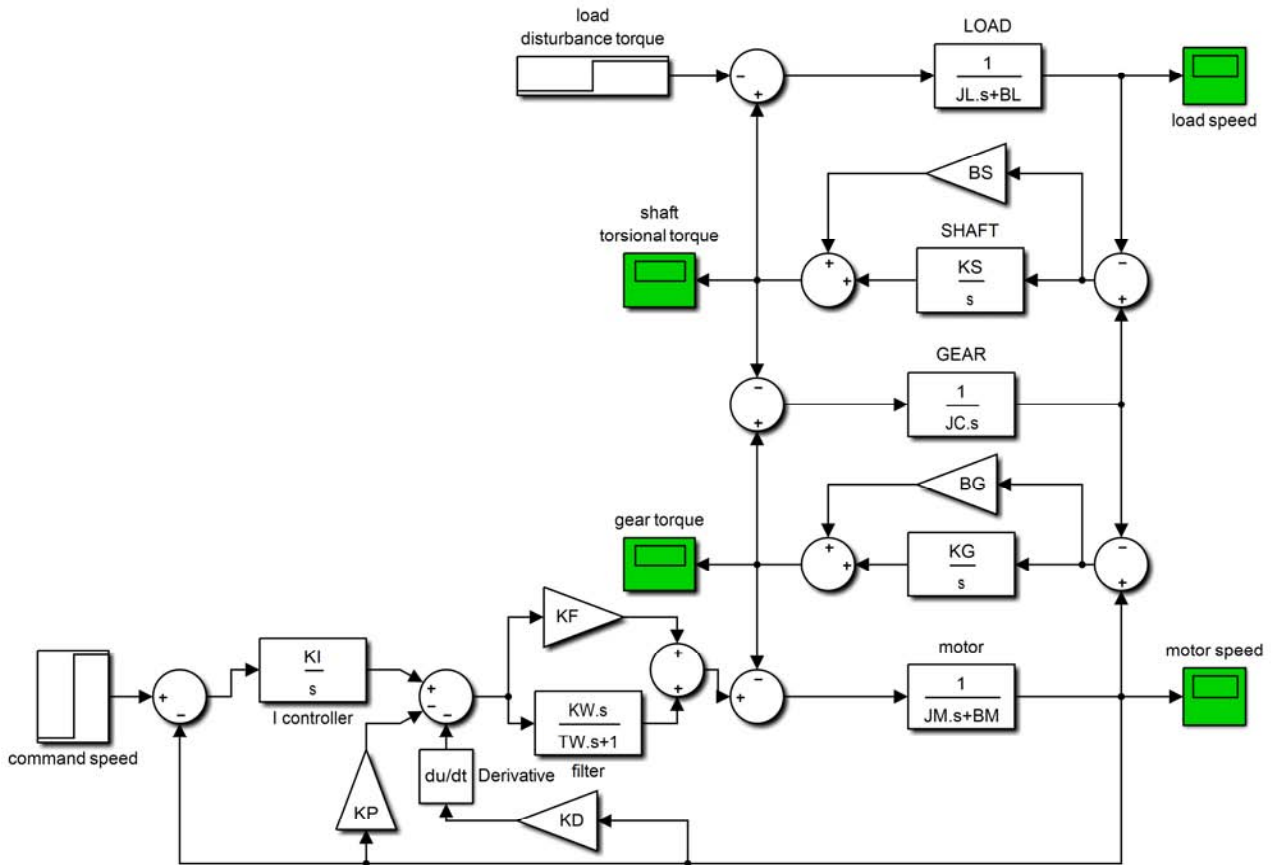 load
disturbance torque
-
+
LOAD
1
JL.s+BL
load speed
BS
shaft
torsional torque
SHAFT
+
+
KS
s
-
+
GEAR
-
+
1
JC.s
BG
gear torque
+
+
KG
s
-
+
KF
motor
motor speed
command speed
+
-
KI
s
I controller
+
-
-
KW.s
TW.s+1
filter
+
+
+
-
1
JM.s+BM
du/dt
Derivative
KP
KD